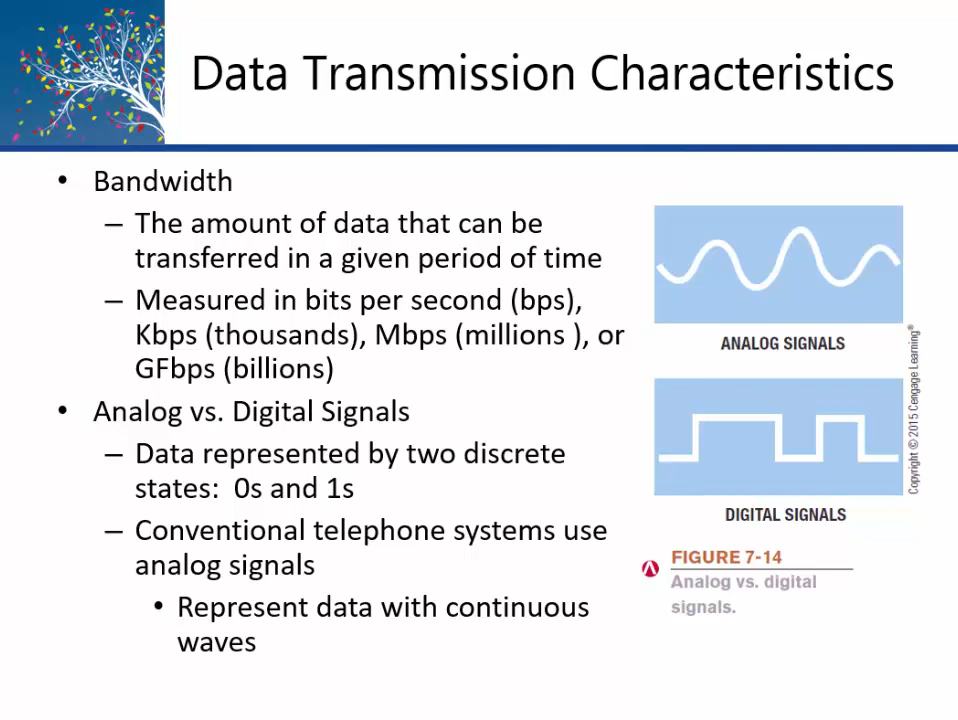 Data Transmission Characteristics
• Bandwidth
– The amount of data that can be
transferred in a given period of time
– Measured in bits per second (bps),
Kbps (thousands), Mbps (millions ), or
GFbps (billions)
• Analog vs. Digital Signals
– Data represented by two discrete
states:  0s and 1s
– Conventional telephone systems use
analog signals
• Represent data with continuous
waves
ANALOG SIGNALS
DIGITAL SIGNALS
Copyright © 2015 Cengage Learning®
FIGURE 7-14
Analog vs. digital
signals.